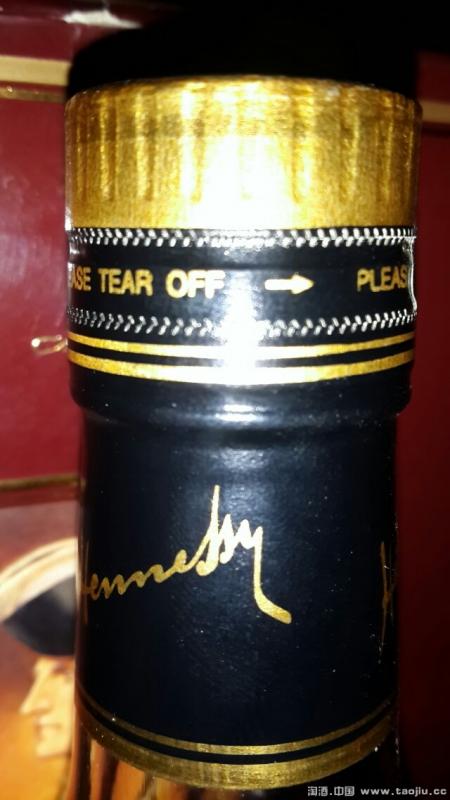 ASE TEAR OFF → PLEAS
Hennessy
淘酒.中国 www.taojiu.cc